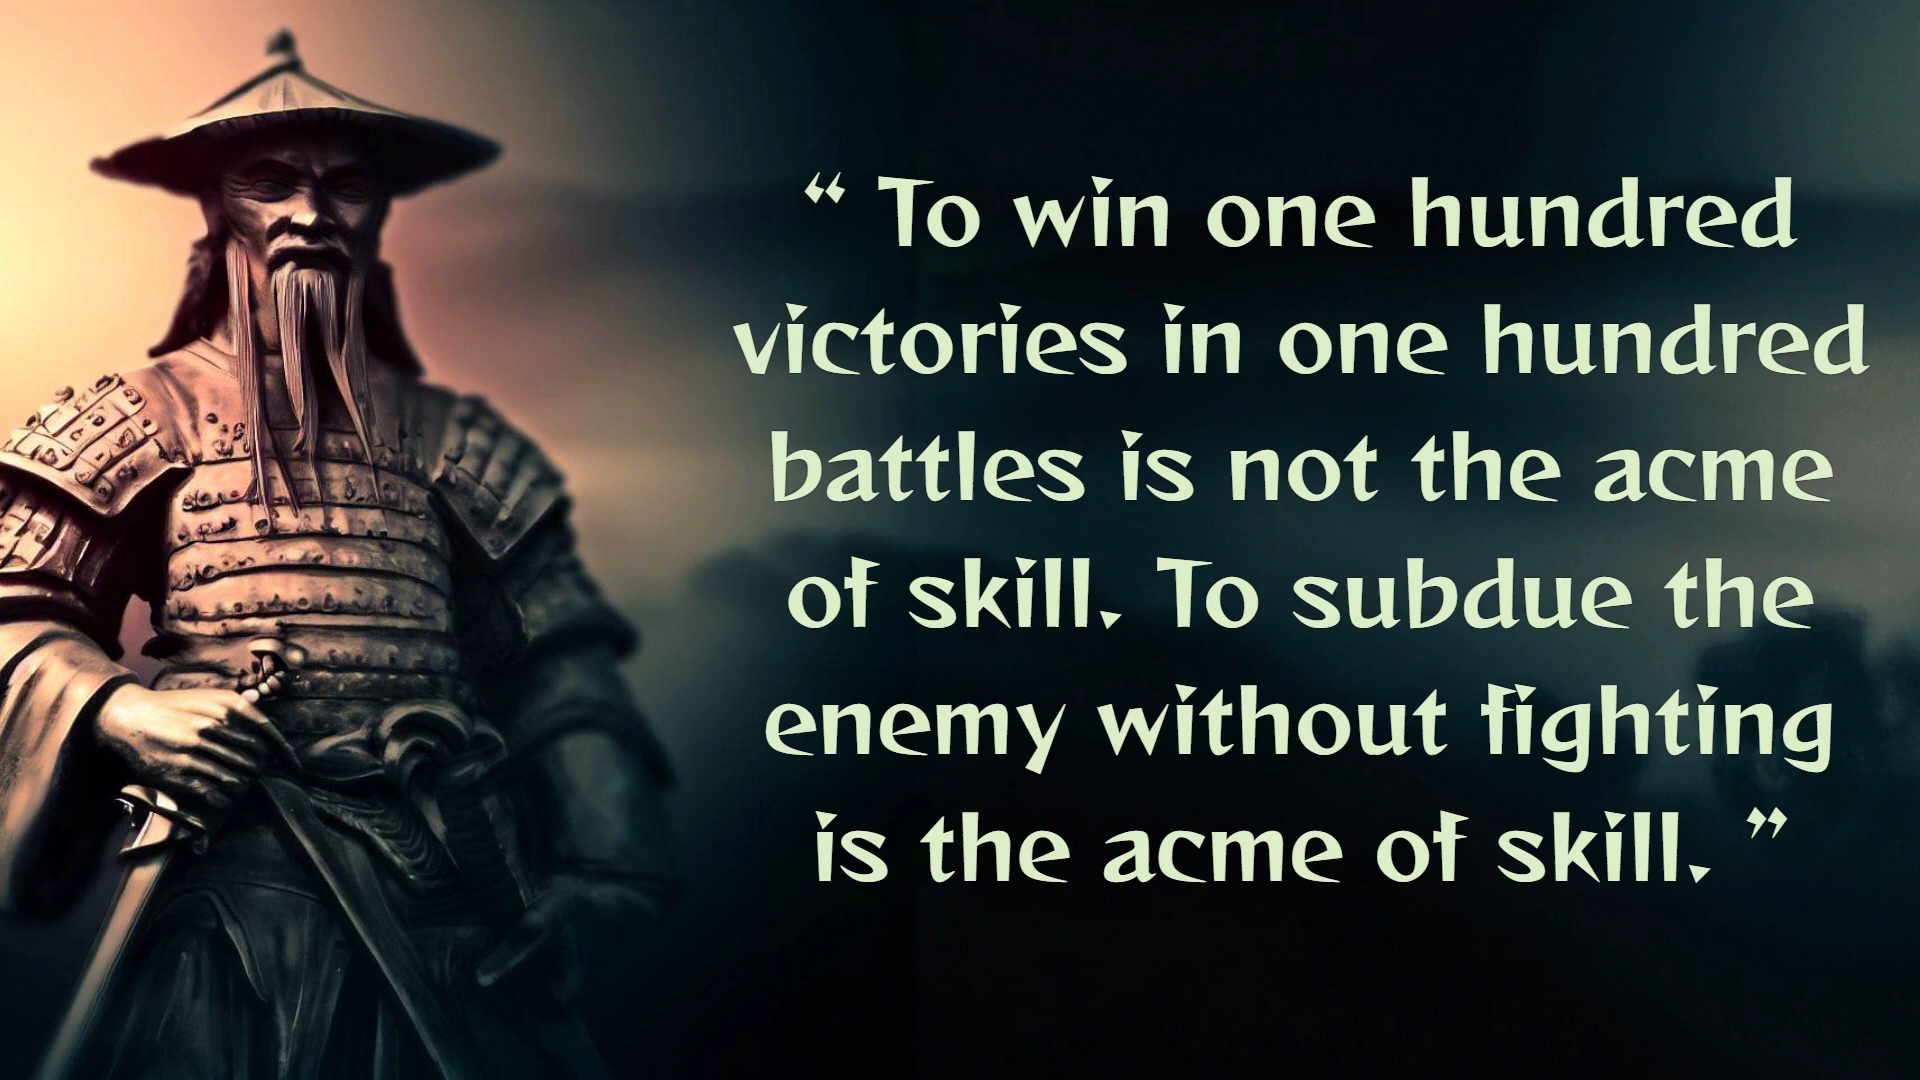 “ To win one hundred
victories in one hundred
battles is not the acme
of skill. To subdue the
enemy without fighting
is the acme of skill. ”